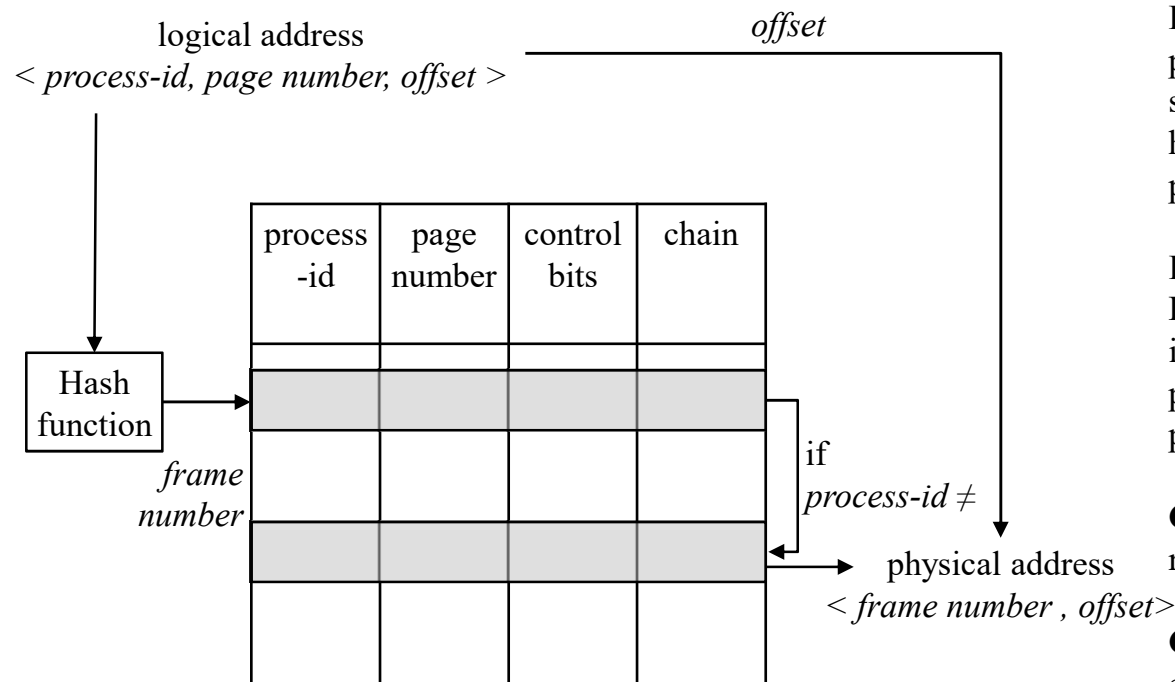 offset
logical address
< process-id, page number, offset >
process
-id
page
number
control
bits
chain
Hash
function
frame
number
if
process-id ≠
physical address
< frame number , offset>